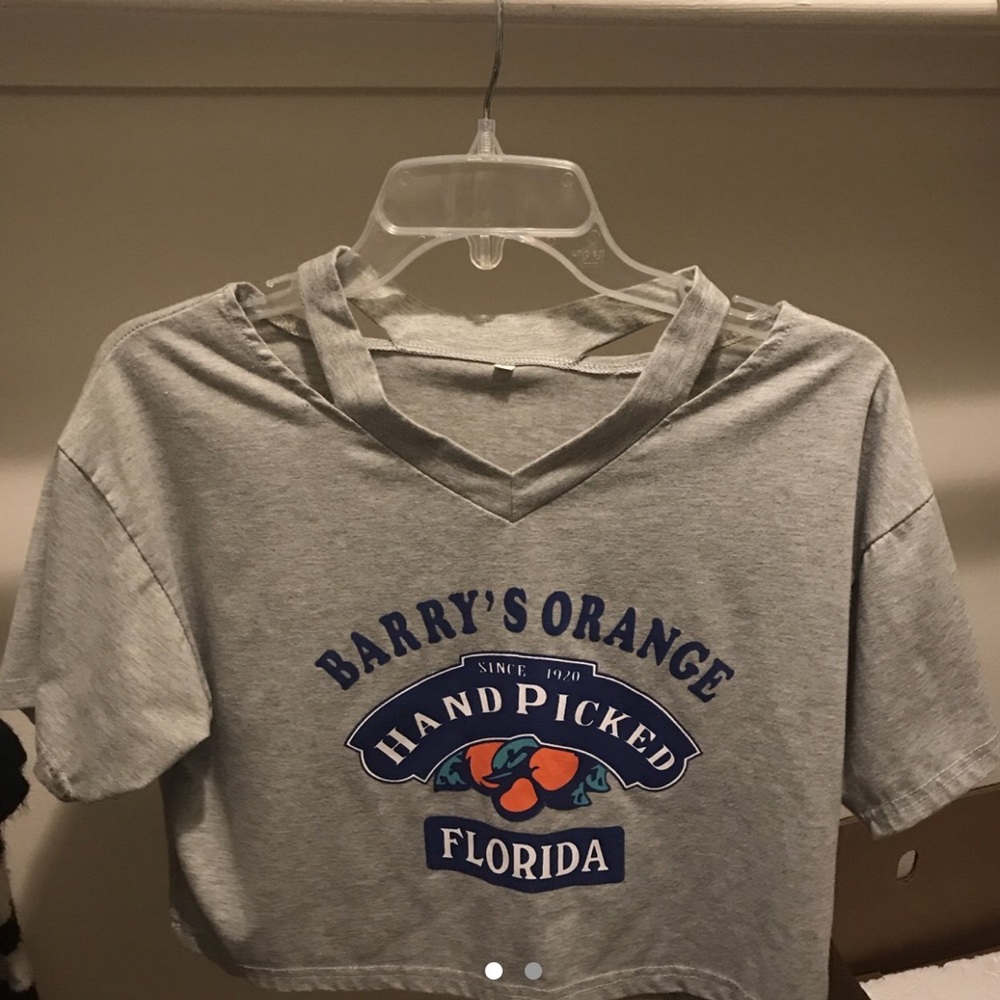 BARRY'S ORANGE
SINCE 1920
HAND PICKED
FLORIDA